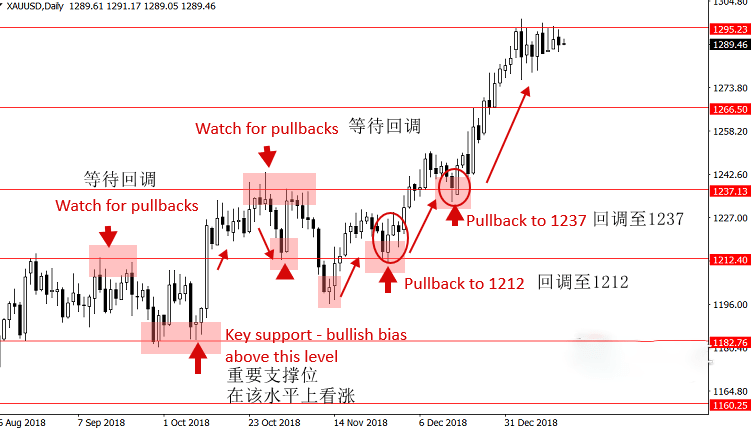 XAUUSD,Daily 1289.61 1291.17 1289.05 1289.46
1304.80
1295.23
1289.46
1273.80
1266.50
1258.20
1242.60
1237.13
1227.00
1212.40
1196.00
1182.76
1180.40
1164.80
1160.25
Watch for pullbacks 等待回调
等待回调
Watch for pullbacks
Pullback to 1237 回调至1237
Pullback to 1212 回调至1212
Key support - bullish bias
above this level
重要支撑位
在该水平上看涨
Aug 2018 7 Sep 2018 1 Oct 2018 23 Oct 2018 14 Nov 2018 6 Dec 2018 31 Dec 2018